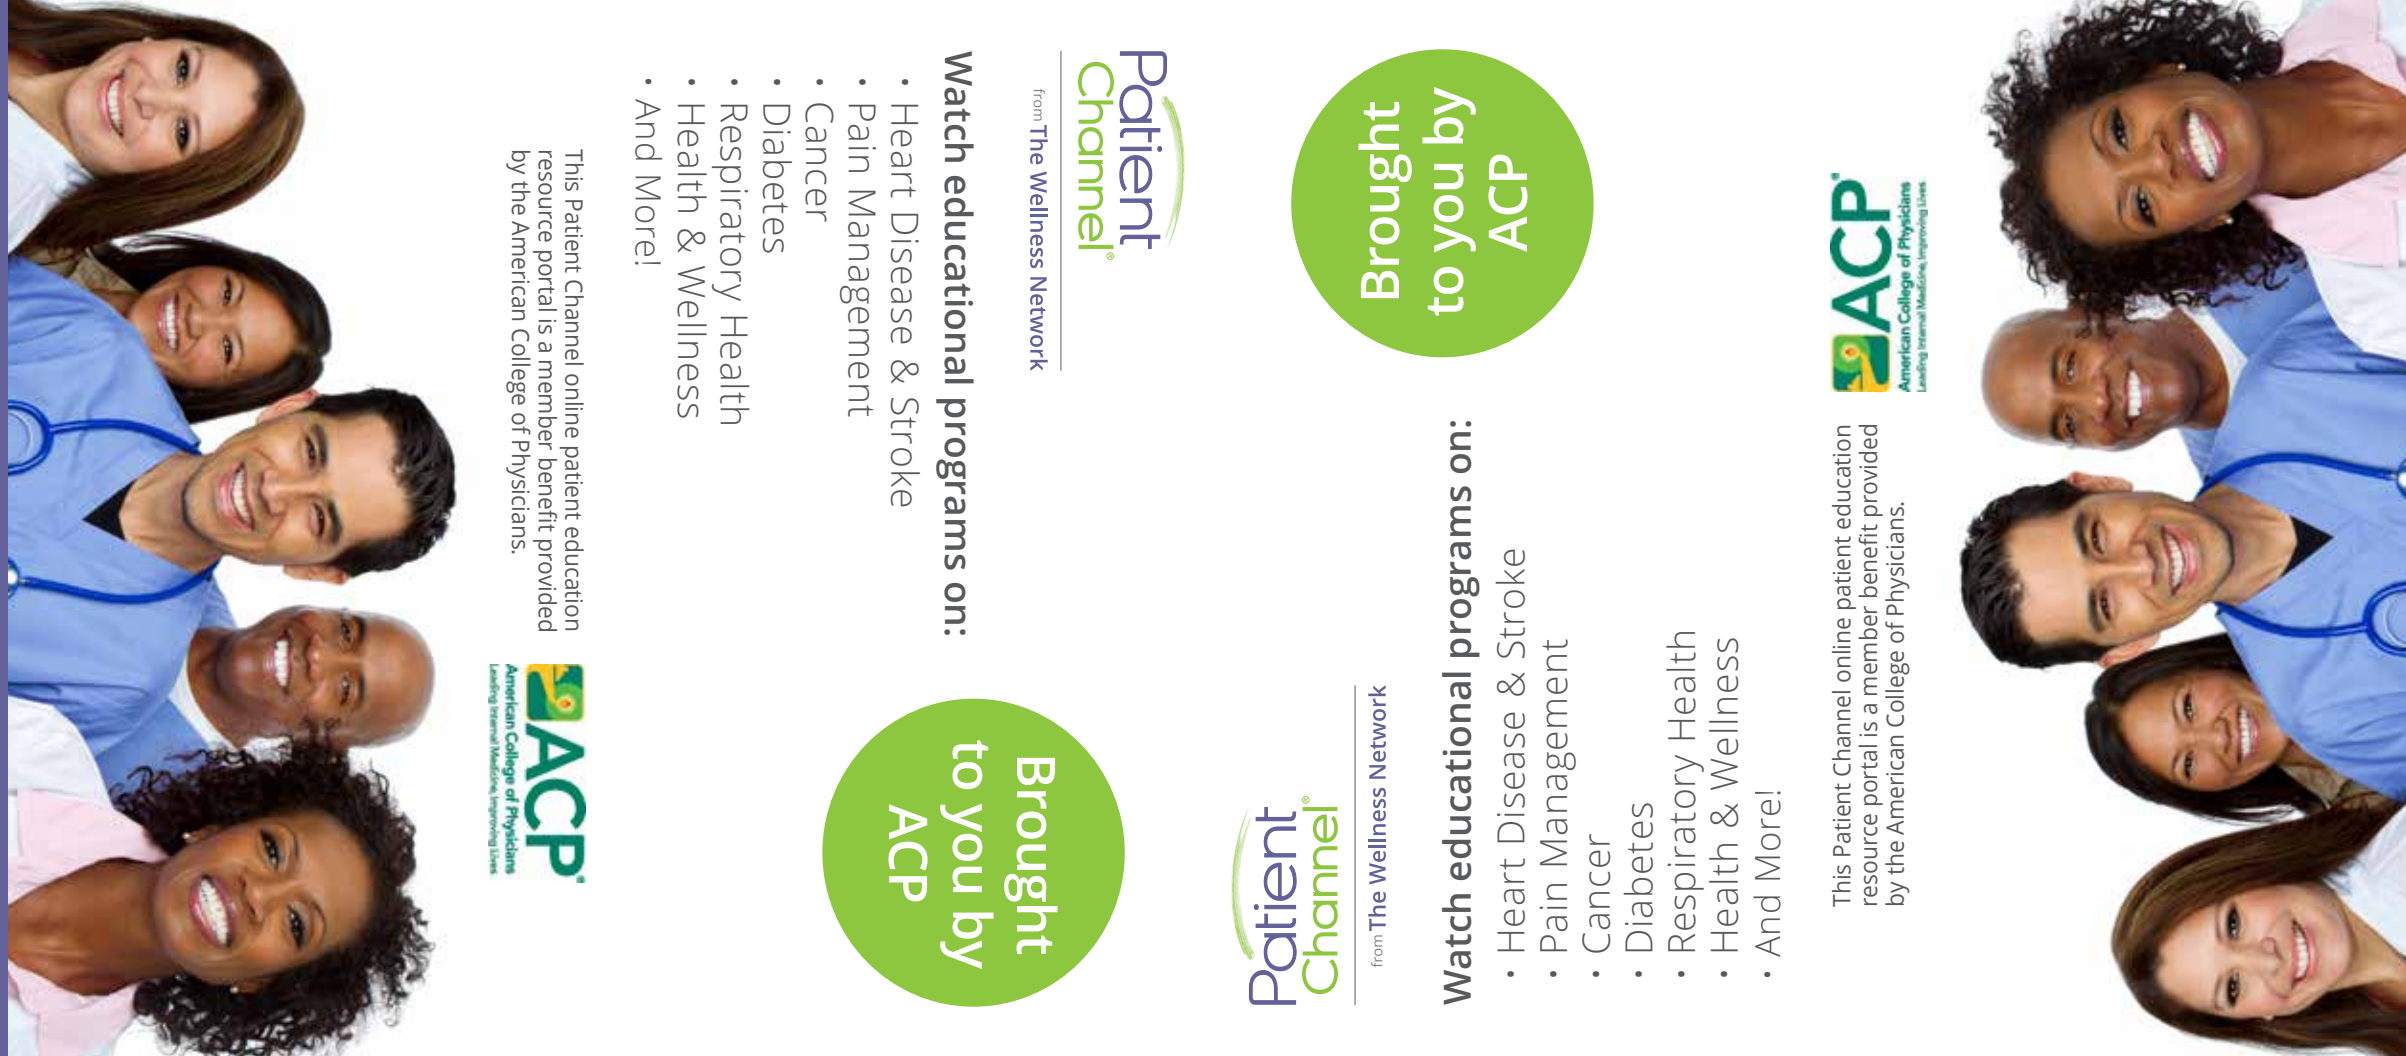 Patient
Channel®
from The Wellness Network
Watch educational programs on:
• Heart Disease & Stroke
• Pain Management
• Cancer
• Diabetes
• Respiratory Health
• Health & Wellness
• And More!
Brought
to you by
ACP
This Patient Channel online patient education
resource portal is a member benefit provided
by the American College of Physicians.
ACP®
American College of Physicians
Leading Internal Medicine, Improving Lives
Brought
to you by
ACP
Patient
Channel®
from The Wellness Network
Watch educational programs on:
• Heart Disease & Stroke
• Pain Management
• Cancer
• Diabetes
• Respiratory Health
• Health & Wellness
• And More!
This Patient Channel online patient education
resource portal is a member benefit provided
by the American College of Physicians.
ACP®
American College of Physicians
Leading Internal Medicine, Improving Lives